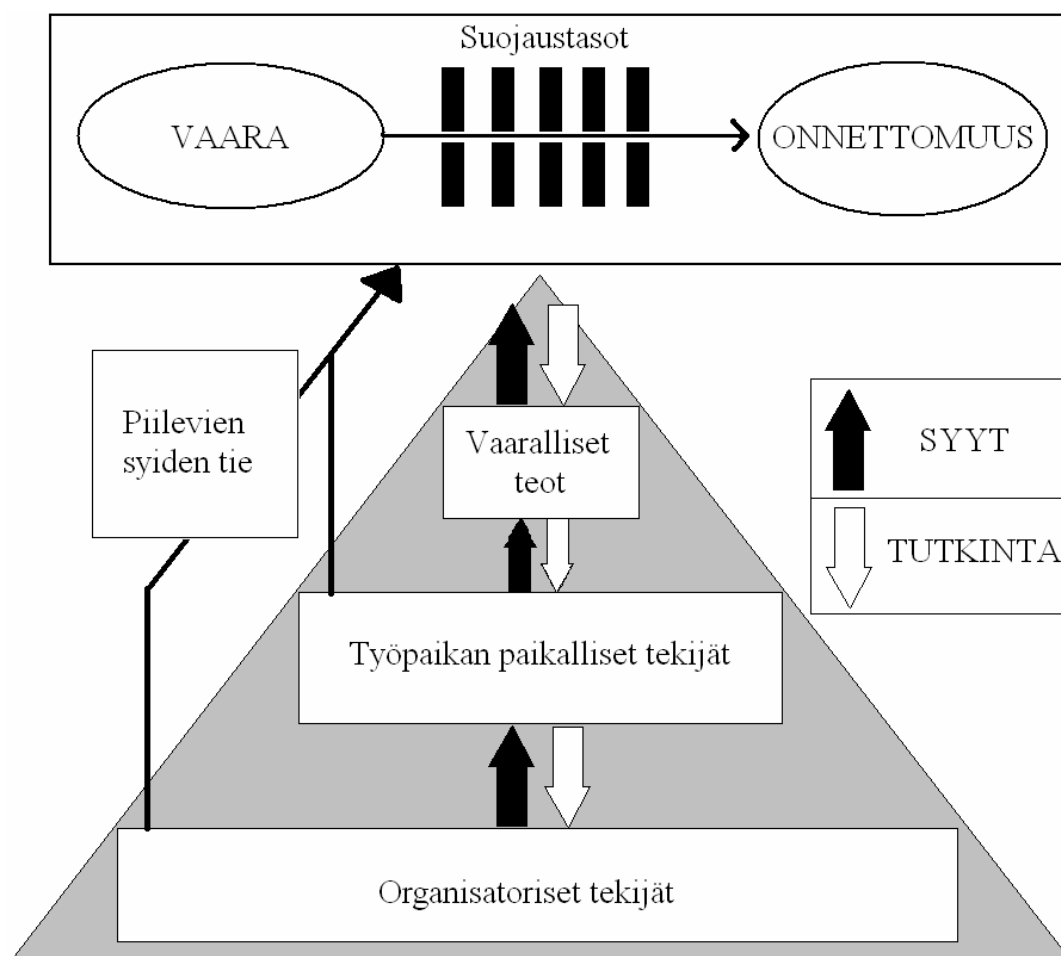 Suojaustasot
VAARA
ONNETTOMUUS
Piilevien
syiden tie
Vaaralliset
teot
SYYT
TUTKINTA
Työpaikan paikalliset tekijät
Organisatoriset tekijät